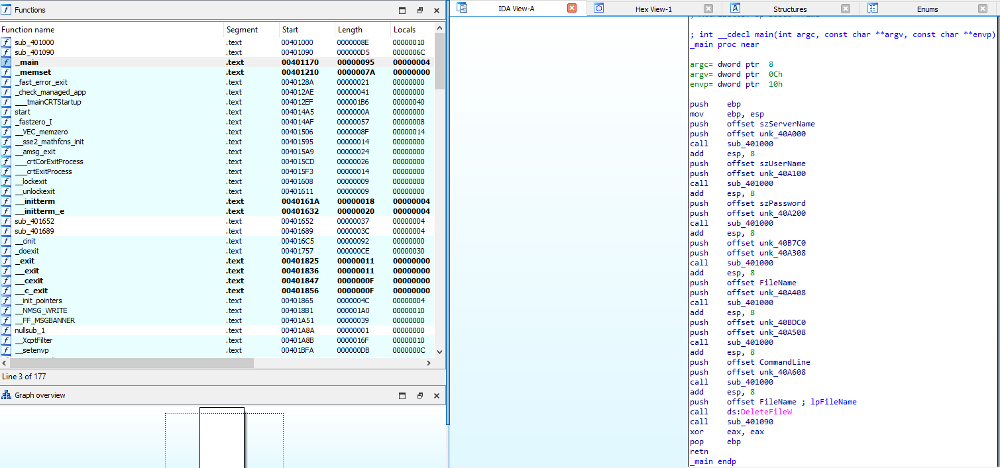 Functions
Function name Segment Start Length Locals
sub_401000 .text 00401000 0000008E 00000010
sub_401090 .text 00401090 000000D5 0000006C
_main .text 00401170 00000095 00000004
_memset .text 00401210 0000007A 00000000
_fast_error_exit .text 0040128A 00000021 00000000
_check_managed_app .text 004012AE 00000041 00000000
___tmainCRTStartup .text 004012EF 000001B6 00000040
start .text 004014A5 0000000A 00000000
_fastzero_I .text 004014AF 00000057 00000008
__VEC_memzero .text 00401506 0000008F 00000014
__sse2_mathfcns_init .text 00401595 00000014 00000000
__amsg_exit .text 004015A9 00000024 00000000
___crtCorExitProcess .text 004015CD 00000026 00000000
___crtExitProcess .text 004015F3 00000014 00000000
__lockexit .text 00401608 00000009 00000000
__unlockexit .text 00401611 00000009 00000000
__initterm .text 0040161A 00000018 00000004
__initterm_e .text 00401632 00000020 00000004
sub_401652 .text 00401652 00000037 00000004
sub_401689 .text 00401689 0000003C 00000004
__cinit .text 004016C5 00000092 00000000
_doexit .text 00401757 000000CE 00000030
_exit .text 00401825 00000011 00000000
__exit .text 00401836 00000011 00000000
__cexit .text 00401847 0000000F 00000000
__c_exit .text 00401856 0000000F 00000000
__init_pointers .text 00401865 0000004C 00000004
__NMSG_WRITE .text 004018B1 000001A0 00000010
__FF_MSGBANNER .text 00401A51 00000039 00000000
nullsub_1 .text 00401A8A 00000001 00000000
__XcptFilter .text 00401A8B 0000016F 00000010
__setenvp .text 00401BFA 000000DB 0000000C
Line 3 of 177
Graph overview
IDA View-A Hex View-1 Structures Enums
; int __cdecl main(int argc, const char **argv, const char **envp)
_main proc near
argc= dword ptr 8
argv= dword ptr 0Ch
envp= dword ptr 10h
push ebp
mov ebp, esp
push offset szServerName
push offset unk_40A000
call sub_401000
add esp, 8
push offset szUserName
push offset unk_40A100
call sub_401000
add esp, 8
push offset szPassword
push offset unk_40A200
call sub_401000
add esp, 8
push offset unk_40B7C0
push offset unk_40A308
call sub_401000
add esp, 8
push offset FileName
push offset unk_40A408
call sub_401000
add esp, 8
push offset unk_40BDC0
push offset unk_40A508
call sub_401000
add esp, 8
push offset CommandLine
push offset unk_40A608
call sub_401000
add esp, 8
push offset FileName ; lpFileName
call ds:DeleteFileW
call sub_401090
xor eax, eax
pop ebp
retn
_main endp